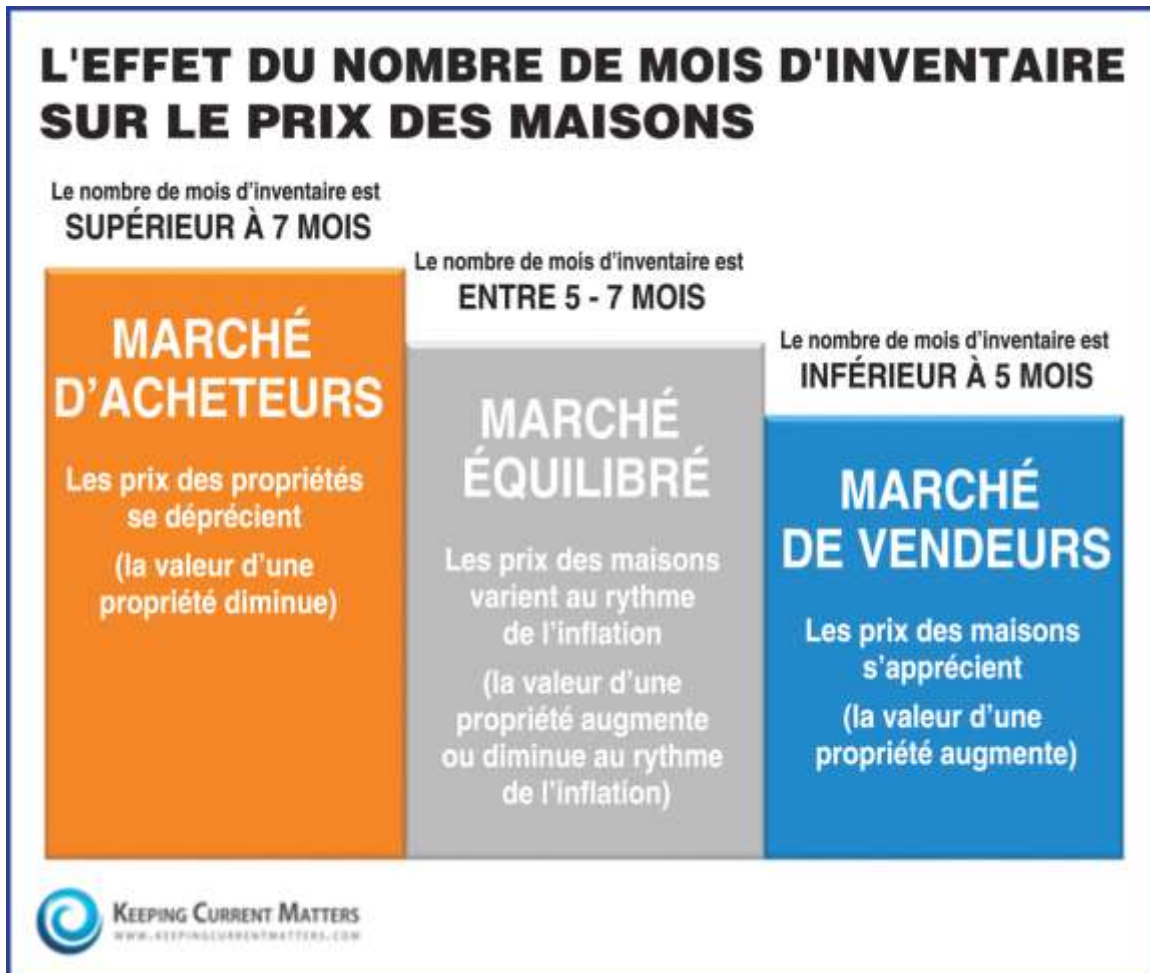 L'EFFET DU NOMBRE DE MOIS D'INVENTAIRE
SUR LE PRIX DES MAISONS
Le nombre de mois d'inventaire est
SUPÉRIEUR À 7 MOIS
MARCHÉ
D'ACHETEURS
Les prix des propriétés
se déprécient
(la valeur d'une
propriété diminue)
Le nombre de mois d'inventaire est
ENTRE 5 - 7 MOIS
MARCHÉ
ÉQUILIBRÉ
Les prix des maisons
varient au rythme
de l'inflation
(la valeur d'une
propriété augmente
ou diminue au rythme
de l'inflation)
Le nombre de mois d'inventaire est
INFÉRIEUR À 5 MOIS
MARCHÉ
DE VENDEURS
Les prix des maisons
s'apprécient
(la valeur d'une
propriété augmente)
KEEPING CURRENT MATTERS
WWW.KEEPINGCURRENTMATTERS.COM